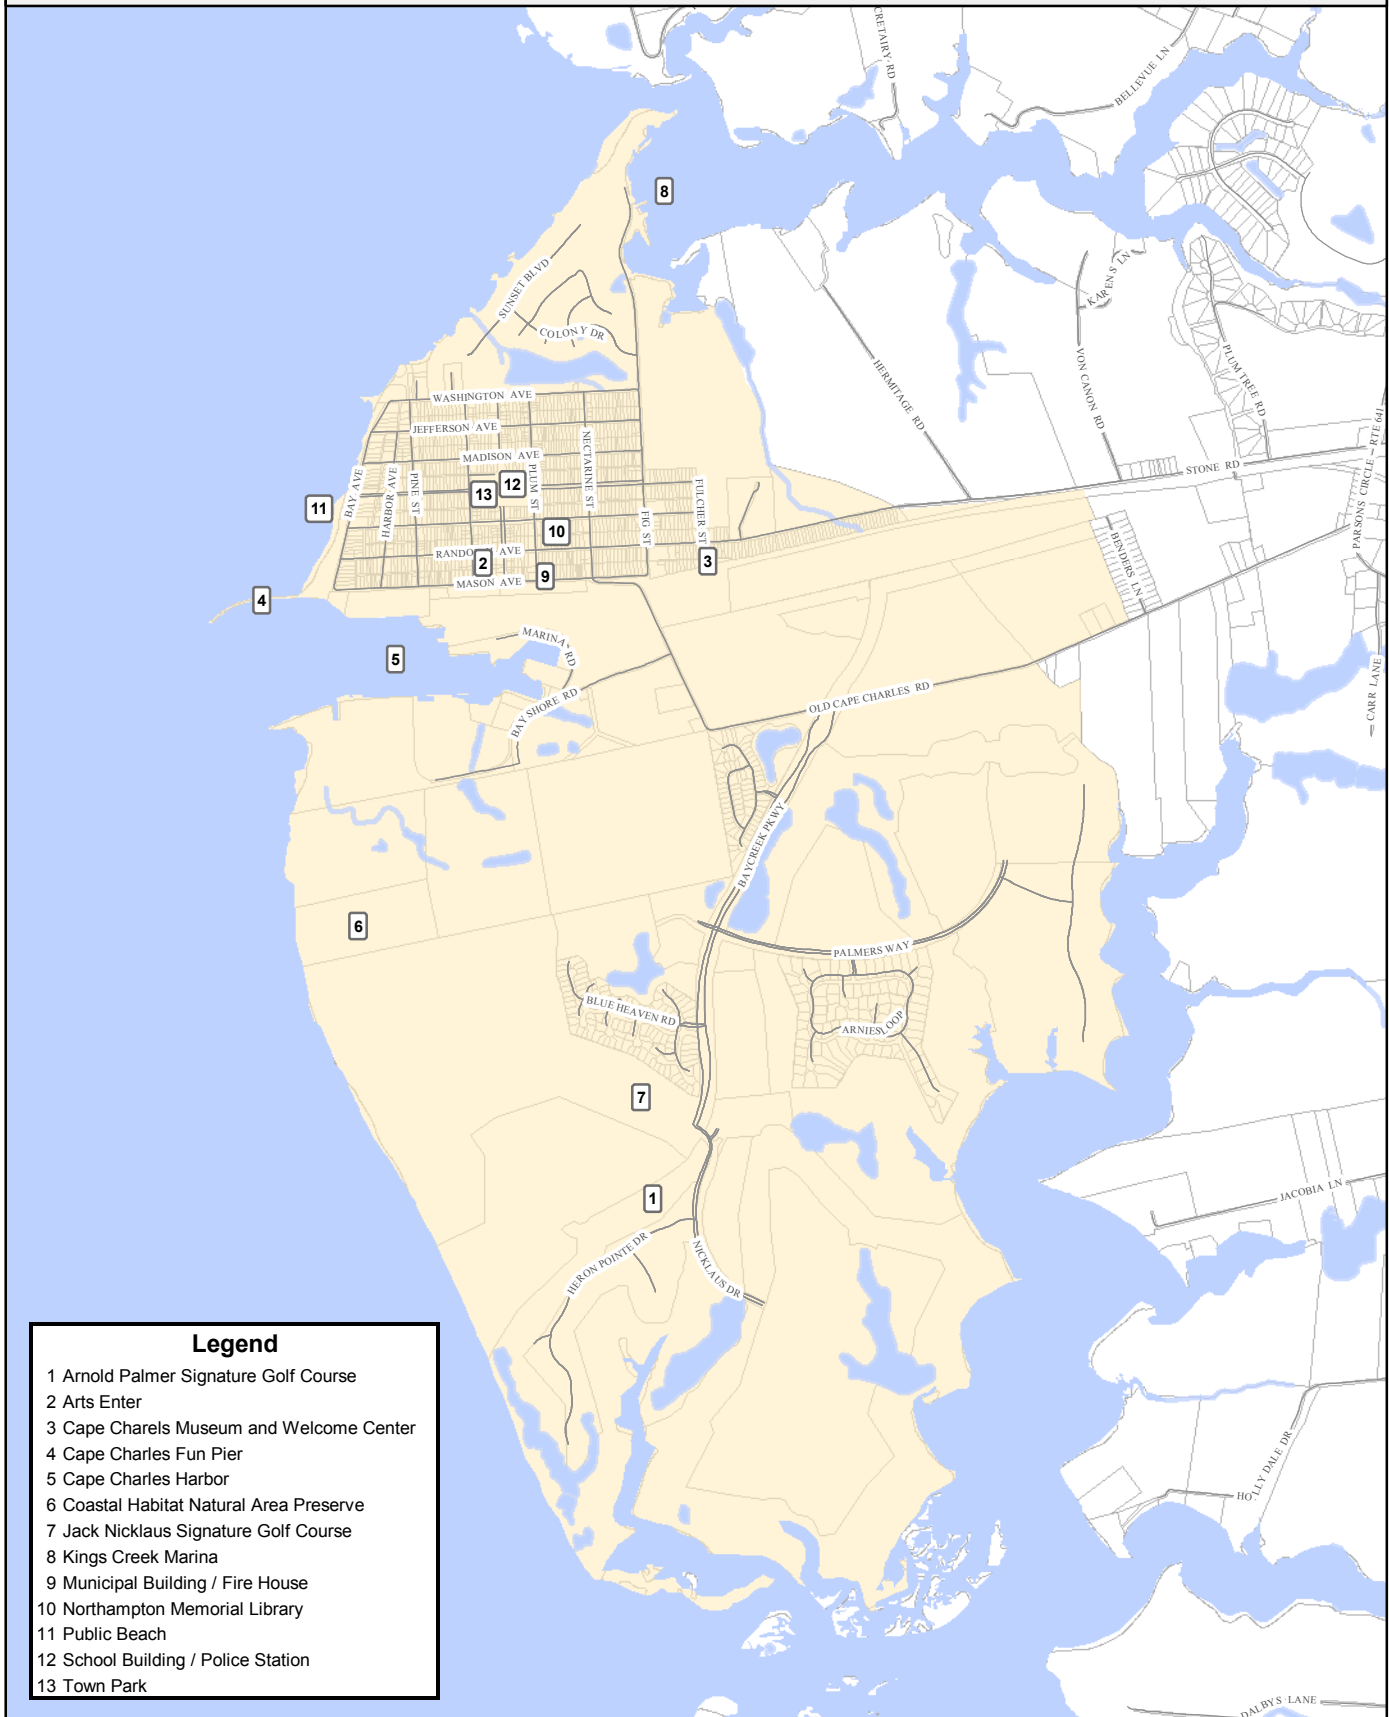 CRETAIRY RD
BELLEVUE LN
8
SUNSET BLVD
COLONY DR
KARENS LN
HERMITAGE RD
VON CANON RD
PLUM TREE RD
WASHINGTON AVE
JEFFERSON AVE
MADISON AVE
NECTARINE ST
PARSONS CIRCLE – RTE 641
STONE RD
BAY AVE
HARBOR AVE
PINE ST
PLUM ST
12
13
FULCHER ST
11
FIG ST
10
RANDOM AVE
2
3
BENDERS LN
MASON AVE
9
4
MARINA RD
5
OLD CAPE CHARLES RD
CARR LANE
BAY SHORE RD
BAYCREEK PKWY
6
PALMERS WAY
BLUE HEAVEN RD
ARNIES LOOP
7
1
JACOBIA LN
HERON POINTE DR
NICKLAUS DR
HOLLY DALE DR
DALBYS LANE
Legend
1 Arnold Palmer Signature Golf Course
2 Arts Enter
3 Cape Charels Museum and Welcome Center
4 Cape Charles Fun Pier
5 Cape Charles Harbor
6 Coastal Habitat Natural Area Preserve
7 Jack Nicklaus Signature Golf Course
8 Kings Creek Marina
9 Municipal Building / Fire House
10 Northampton Memorial Library
11 Public Beach
12 School Building / Police Station
13 Town Park